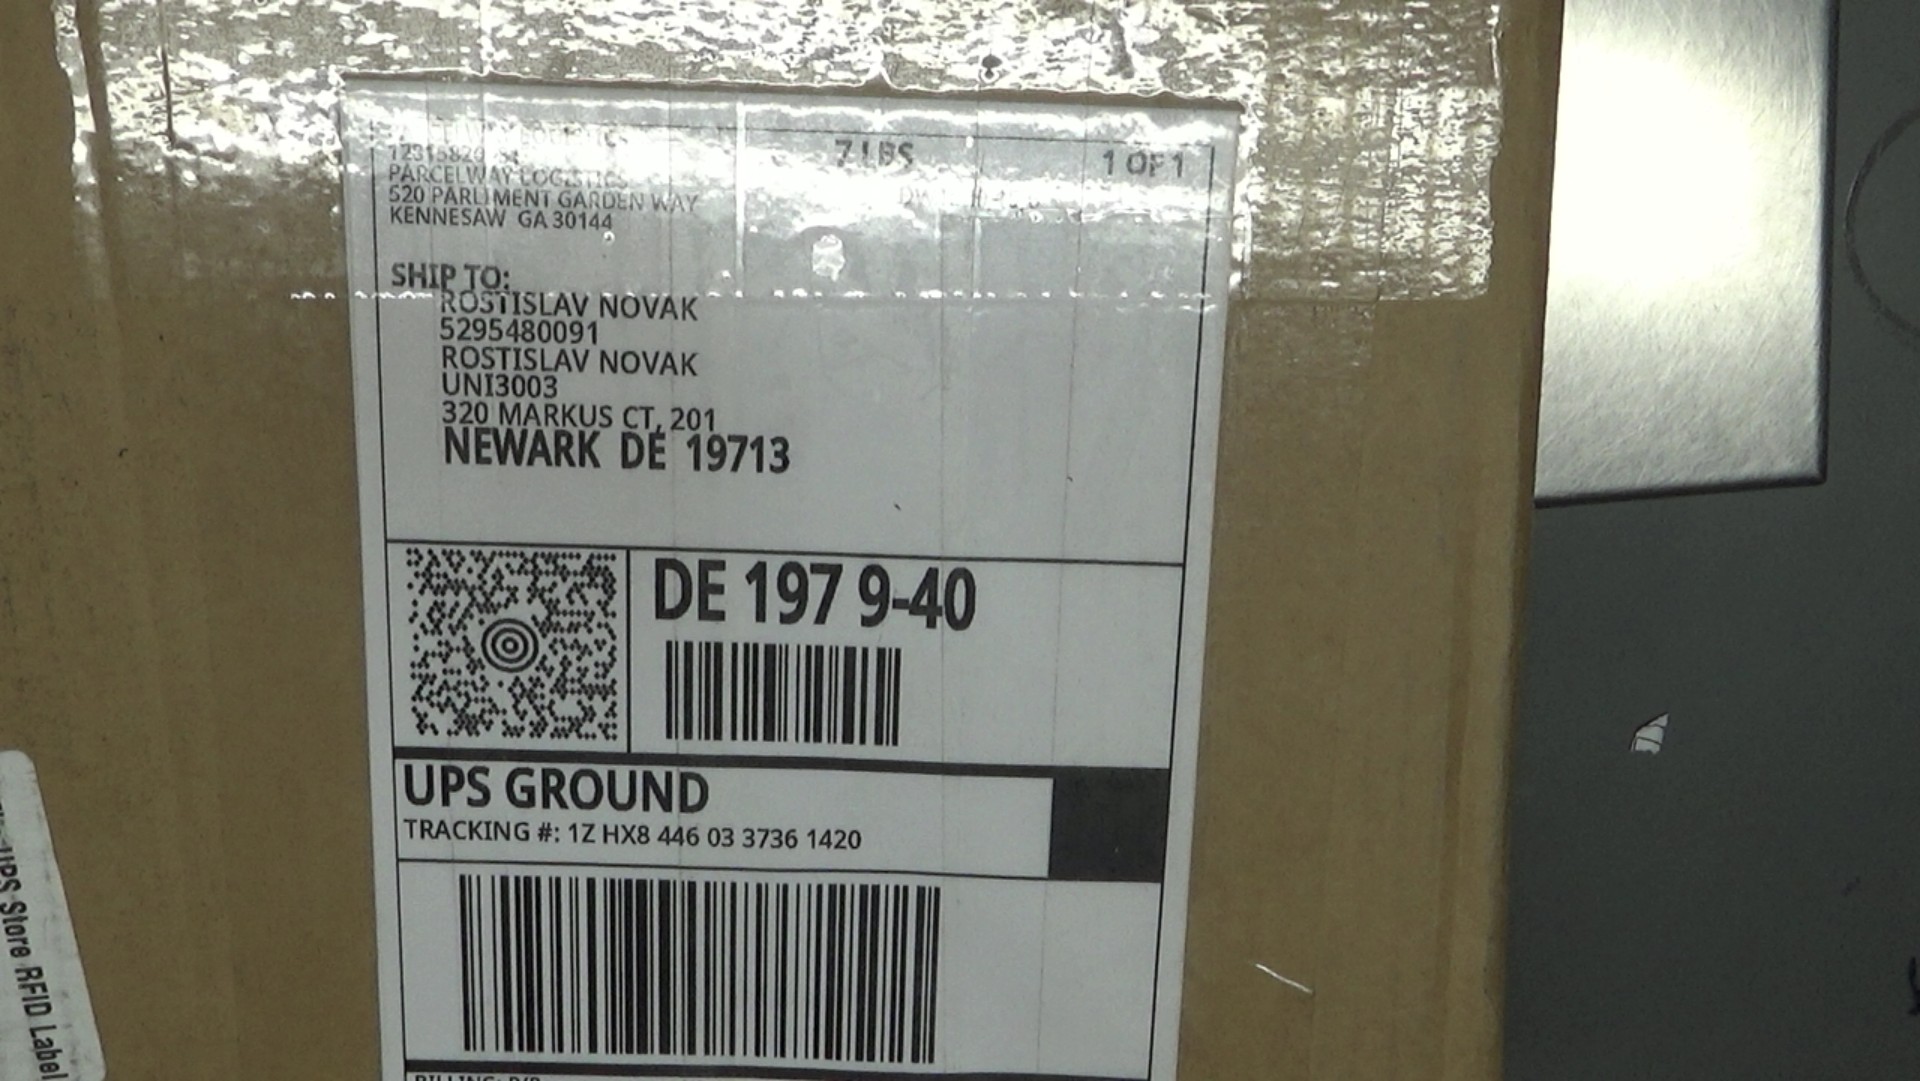 7 LBS
1 OF 1
PARCELWAY LOGISTICS
520 PARLIMENT GARDEN WAY
KENNESAW GA 30144
SHIP TO:
ROSTISLAV NOVAK
5295480091
ROSTISLAV NOVAK
UNI3003
320 MARKUS CT, 201
NEWARK DE 19713
DE 197 9-40
UPS GROUND
TRACKING #: 1Z HX8 446 03 3736 1420
UPS Store RFID Label